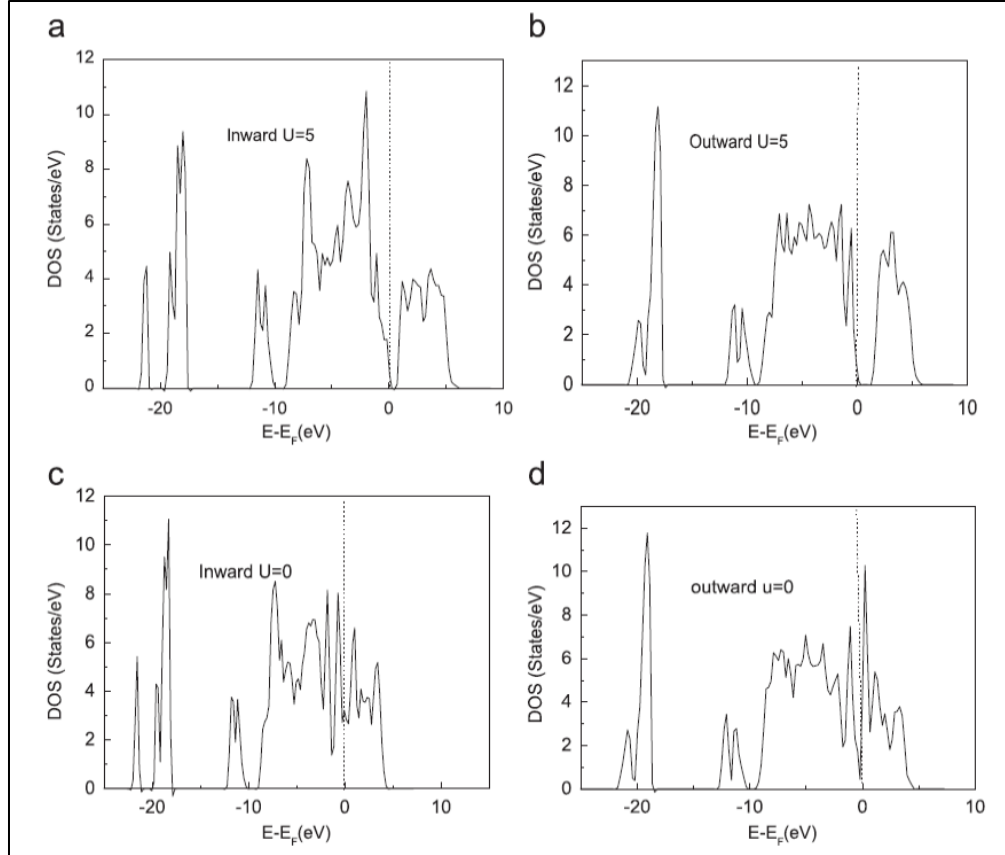 a
12
10
8
6
4
2
0
DOS (States/eV)
Inward U=5
-20
-10
0
10
E-E_F(eV)
b
12
10
8
6
4
2
0
DOS (States/eV)
Outward U=5
-20
-10
0
10
E-E_F(eV)
c
12
10
8
6
4
2
0
DOS (States/eV)
Inward U=0
-20
-10
0
10
E-E_F(eV)
d
12
10
8
6
4
2
0
DOS (States/eV)
outward u=0
-20
-10
0
10
E-E_F(eV)